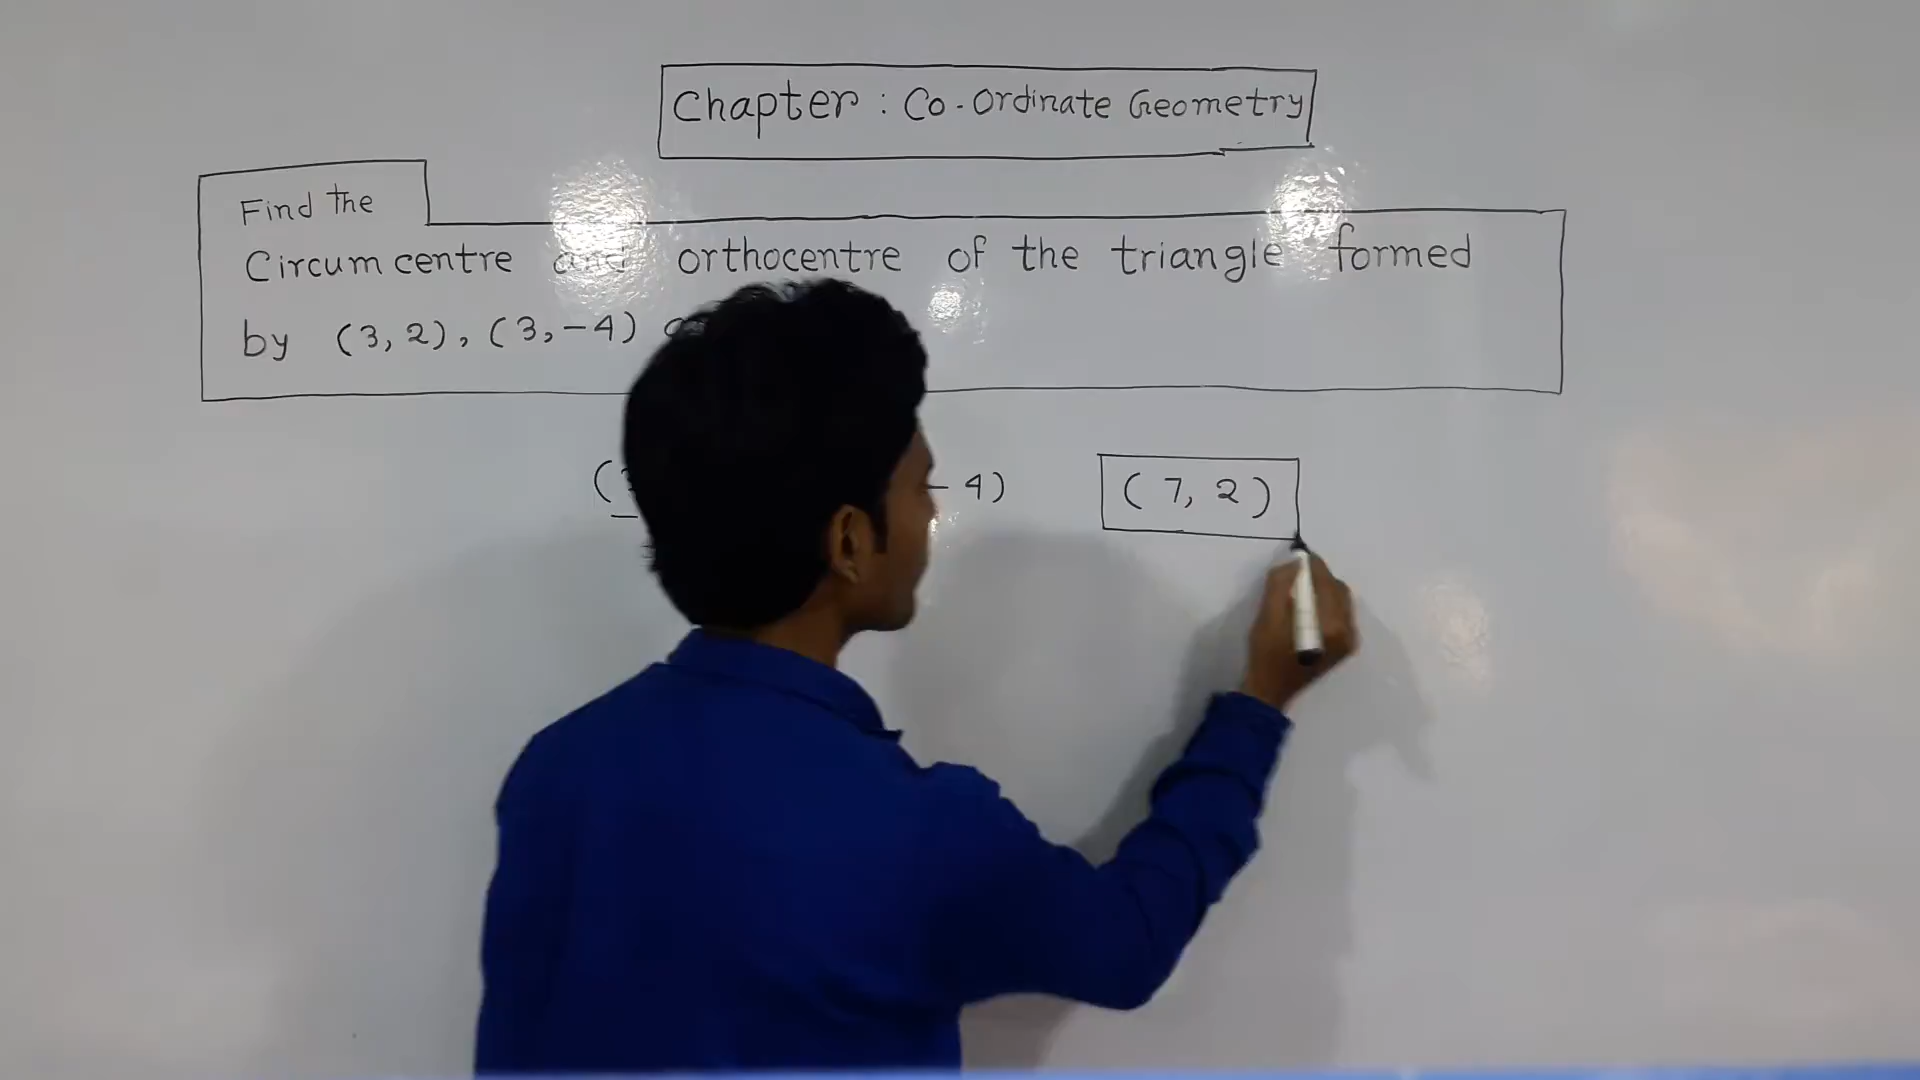 Chapter : Co-Ordinate Geometry
Find the
Circumcentre and orthocentre of the triangle formed
by (3, 2), (3, -4)
( - 4) ( 7, 2 )